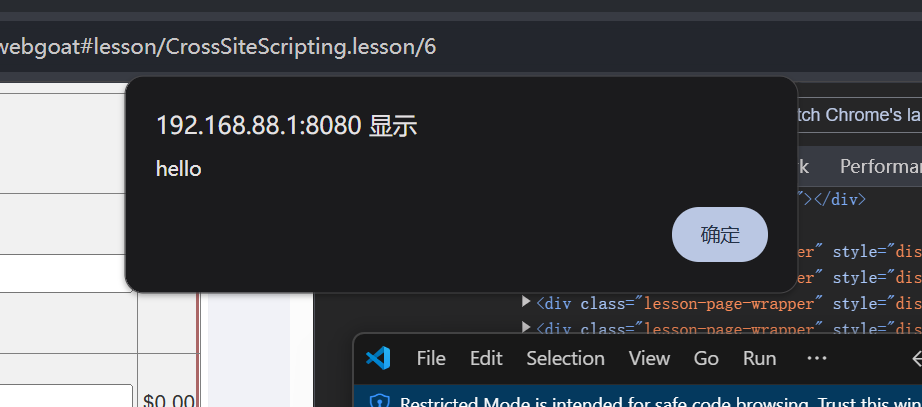 webgoat#lesson/CrossSiteScripting.lesson/6
192.168.88.1:8080 显示
hello
确定
tch Chrome's la
k Performan
"></div>
er" style="dis
er" style="dis
<div class="lesson-page-wrapper" style="dis
<div class="lesson-page-wrapper" style="dis
File Edit Selection View Go Run ···
$0.00
Restricted Mode is intended for safe code browsing. Trust this win